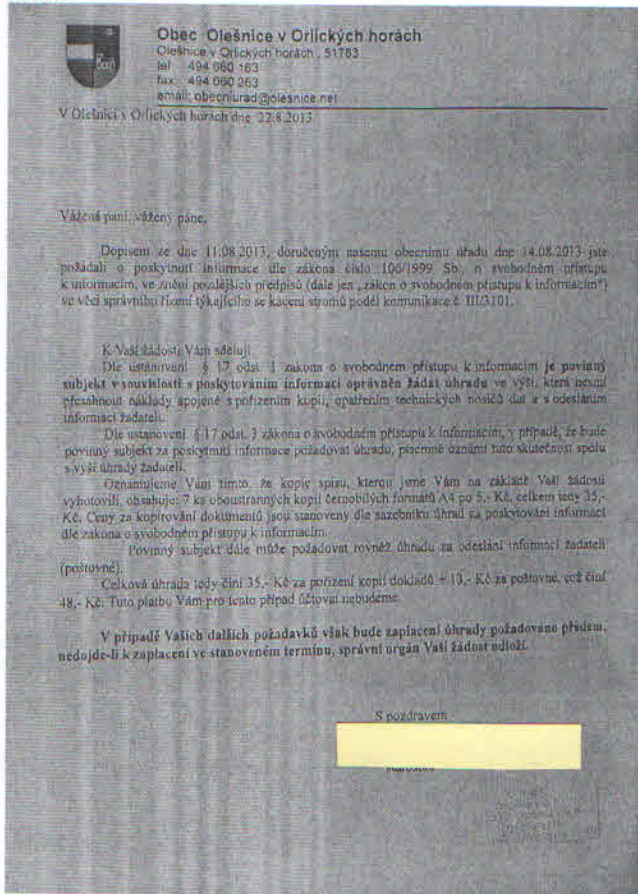 Obec Olešnice v Orlických horách
Olešnice v Orlických horách , 51783
tel 494 660 163
fax 494 660 263
email: obecniurad@jolesnice.net
V Olešnici v Orlických horách dne 22.8.2013
Vážená paní, vážený pane,
Dopisem ze dne 11.08.2013, doručeným našemu obecnímu úřadu dne 14.08.2013 jste
požádali o poskytnutí informace dle zákona číslo 106/1999 Sb., o svobodném přístupu
k informacím, ve znění pozdějších předpisů (dále jen „zákon o svobodném přístupu k informacím“)
ve věci správního řízení týkajícího se kácení stromů podél komunikace č. III/3101.
K Vaší žádosti Vám sděluji
Dle ustanovení § 17 odst. 1 zákona o svobodném přístupu k informacím je povinný
subjekt v souvislosti s poskytováním informací oprávněn žádat úhradu ve výši, která nesmí
přesáhnout náklady spojené s pořízením kopií, opatřením technických nosičů dat a s odesláním
informací žadateli.
Dle ustanovení § 17 odst. 3 zákona o svobodném přístupu k informacím, v případě, že bude
povinný subjekt za poskytnutí informace požadovat úhradu, písemně oznámí tuto skutečnost spolu
s výší úhrady žadateli.
Oznamujeme Vám tímto, že kopie spisu, kterou jsme Vám na základě Vaší žádosti
vyhotovili, obsahuje: 7 ks oboustranných kopií černobílých formátů A4 po 5,- Kč, celkem tedy 35,-
Kč. Ceny za kopírování dokumentů jsou stanoveny dle sazebníku úhrad za poskytování informací
dle zákona o svobodném přístupu k informacím.
Povinný subjekt dále může požadovat rovněž úhradu za odeslání informací žadateli
(poštovné).
Celková úhrada tedy činí 35,- Kč za pořízení kopií dokladů + 13,- Kč za poštovné, což činí
48,- Kč. Tuto platbu Vám pro tento případ účtovat nebudeme.
V případě Vašich dalších požadavků však bude zaplacení úhrady požadováno předem,
nedojde-li k zaplacení ve stanoveném termínu, správní orgán Vaši žádost odloží.
S pozdravem